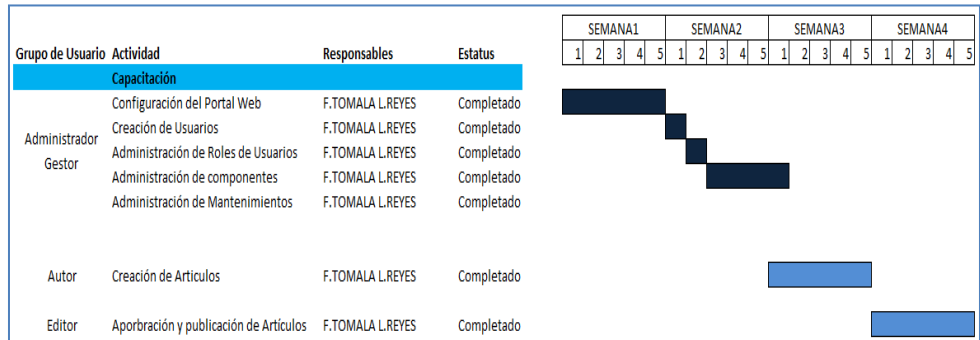 SEMANA1 SEMANA2 SEMANA3 SEMANA4
Grupo de Usuario Actividad Responsables Estatus 1 2 3 4 5 1 2 3 4 5 1 2 3 4 5 1 2 3 4 5
Capacitación
Configuración del Portal Web F.TOMALA L.REYES Completado
Creación de Usuarios F.TOMALA L.REYES Completado
Administrador Gestor
Administración de Roles de Usuarios F.TOMALA L.REYES Completado
Administración de componentes F.TOMALA L.REYES Completado
Administración de Mantenimientos F.TOMALA L.REYES Completado
Autor Creación de Articulos F.TOMALA L.REYES Completado
Editor Aporbración y publicación de Artículos F.TOMALA L.REYES Completado